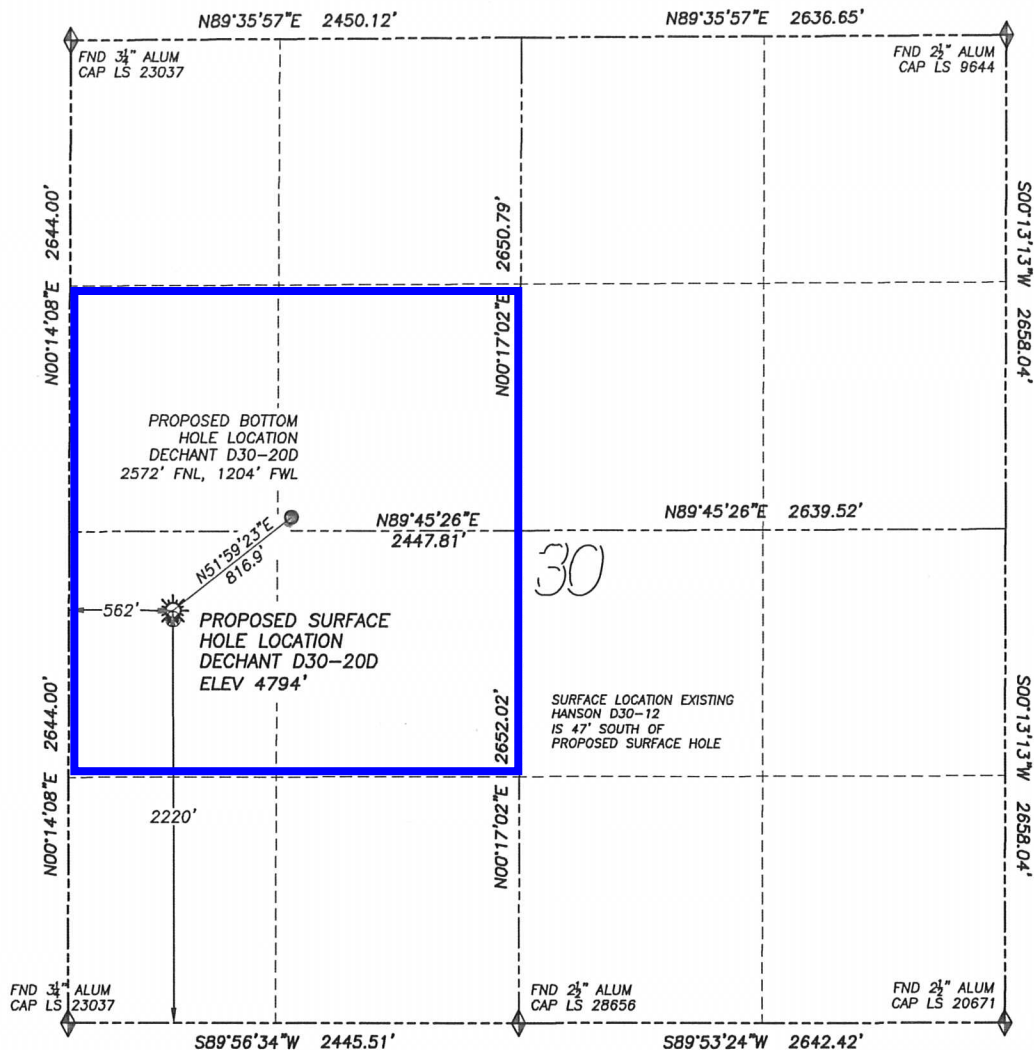 N89°35'57"E 2450.12'
N89°35'57"E 2636.65'
FND 3¼" ALUM
CAP LS 23037
FND 2½" ALUM
CAP LS 9644
N00°14'08"E 2644.00'
N00°17'02"E 2650.79'
S00°13'13"W 2658.04'
PROPOSED BOTTOM
HOLE LOCATION
DECHANT D30-20D
2572' FNL, 1204' FWL
N89°45'26"E
2447.81'
N89°45'26"E 2639.52'
N51°59'23"E
816.9'
30
562'
PROPOSED SURFACE
HOLE LOCATION
DECHANT D30-20D
ELEV 4794'
SURFACE LOCATION EXISTING
HANSON D30-12
IS 47' SOUTH OF
PROPOSED SURFACE HOLE
N00°14'08"E 2644.00'
N00°17'02"E 2652.02'
S00°13'13"W 2658.04'
2220'
FND 3¼" ALUM
CAP LS 23037
FND 2½" ALUM
CAP LS 28656
FND 2½" ALUM
CAP LS 20671
S89°56'34"W 2445.51'
S89°53'24"W 2642.42'